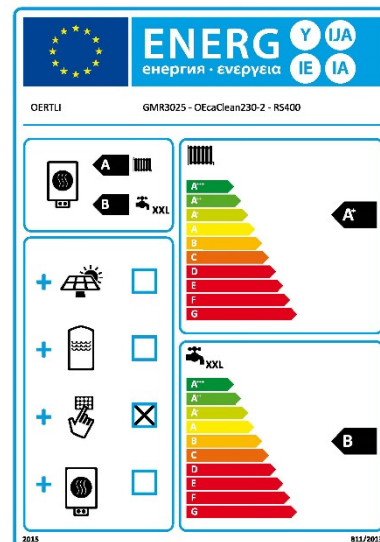 ENERG Y IJA
енергия · ενεργεια IE IA
OERTLI GMR3025 - OEcaClean230-2 - RS400
A
B XXL
A+++
A++
A+
A
B
C
D
E
F
G
A+
XXL
A+++
A++
A+
A
B
C
D
E
F
G
B
2015 811/2013